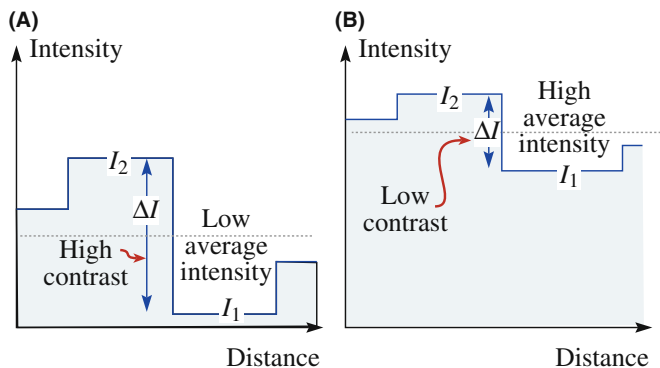 (A)
Intensity
I₂
ΔI
High
contrast
Low
average
intensity
I₁
Distance
(B)
Intensity
I₂
ΔI
High
average
intensity
I₁
Low
contrast
Distance